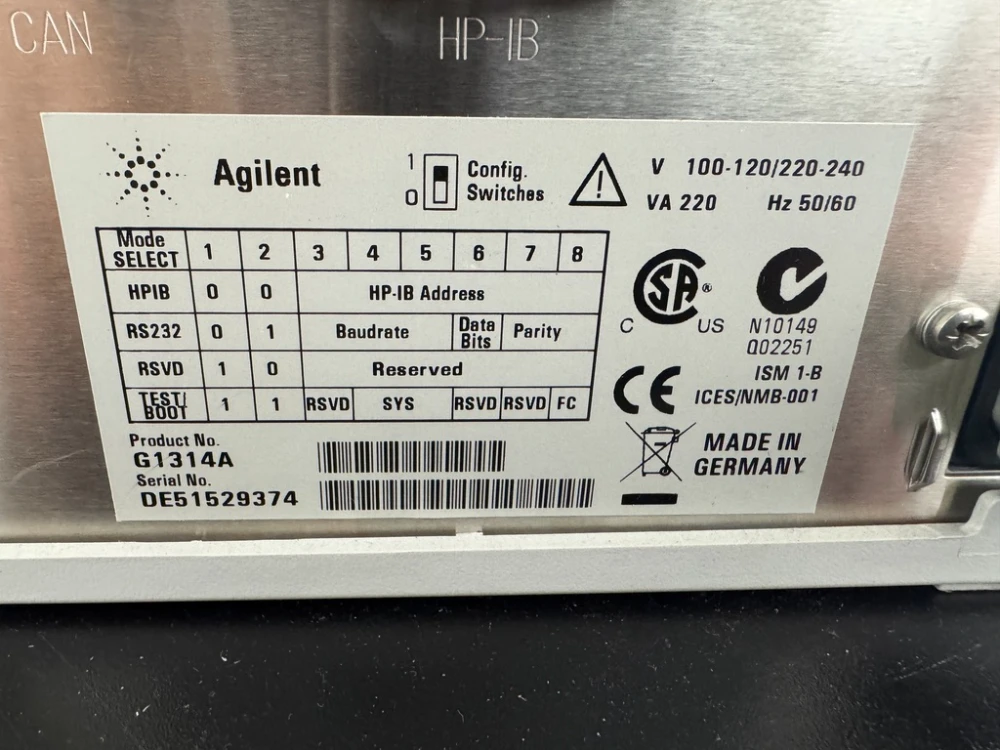 CAN HP-IB
Agilent
1
0
Config.
Switches
V 100-120/220-240
VA 220 Hz 50/60
Mode SELECT 1 2 3 4 5 6 7 8
HPIB 0 0 HP-IB Address
RS232 0 1 Baudrate Data Bits Parity
RSVD 1 0 Reserved
TEST/BOOT 1 1 RSVD SYS RSVD RSVD FC
SA®
C US
N10149
Q02251
ISM 1-B
CE ICES/NMB-001
Product No.
G1314A
Serial No.
DE51529374
MADE IN
GERMANY